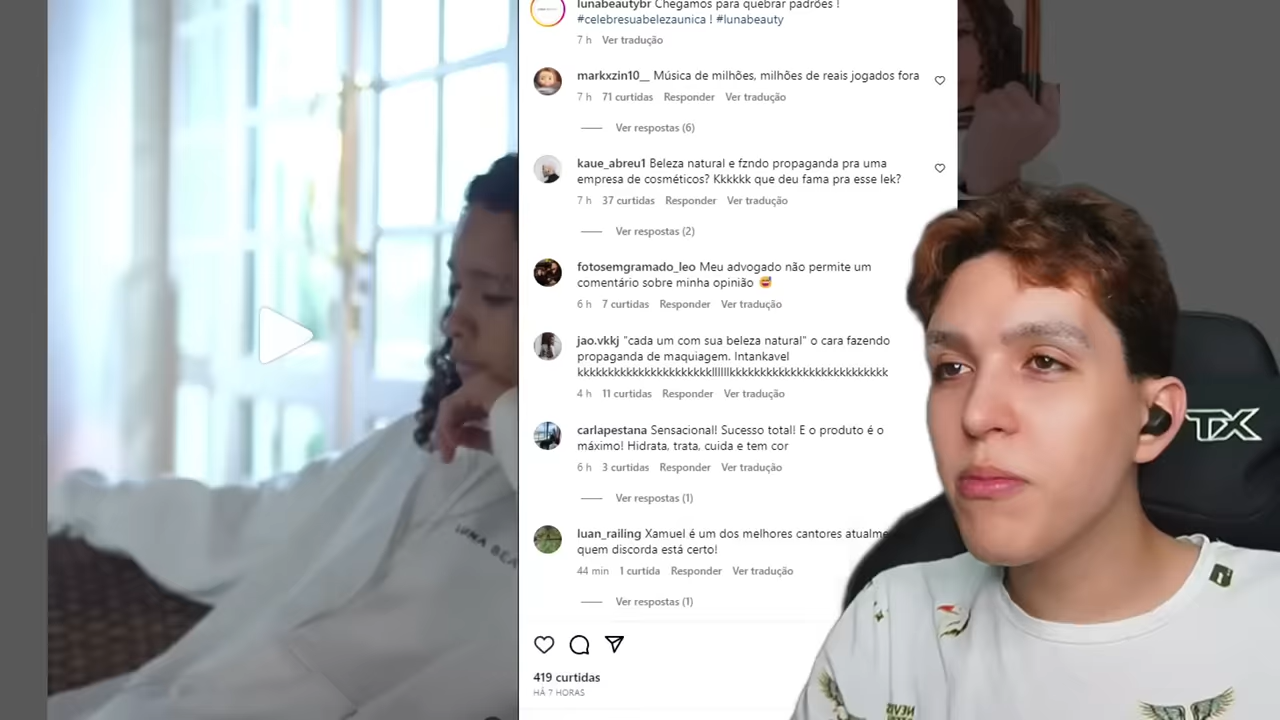 lunabeautybr Chegamos para quebrar padrões !
#celebresuabelezaunica ! #lunabeauty
7 h Ver tradução
markxzin10__ Música de milhões, milhões de reais jogados fora
7 h 71 curtidas Responder Ver tradução
Ver respostas (6)
kaue_abreu1 Beleza natural e fzndo propaganda pra uma
empresa de cosméticos? Kkkkkk que deu fama pra esse lek?
7 h 37 curtidas Responder Ver tradução
Ver respostas (2)
fotosemgramado_leo Meu advogado não permite um
comentário sobre minha opinião 😅
6 h 7 curtidas Responder Ver tradução
jao.vkkj "cada um com sua beleza natural" o cara fazendo
propaganda de maquiagem. Intankavel
kkkkkkkkkkkkkkkkkkkkkkllllllkkkkkkkkkkkkkkkkkkkkkkkkkk
4 h 11 curtidas Responder Ver tradução
carlapestana Sensacional! Sucesso total! E o produto é o
máximo! Hidrata, trata, cuida e tem cor
6 h 3 curtidas Responder Ver tradução
Ver respostas (1)
luan_railing Xamuel é um dos melhores cantores atualme
quem discorda está certo!
44 min 1 curtida Responder Ver tradução
Ver respostas (1)
419 curtidas
HÁ 7 HORAS
LUNA BEA
TX